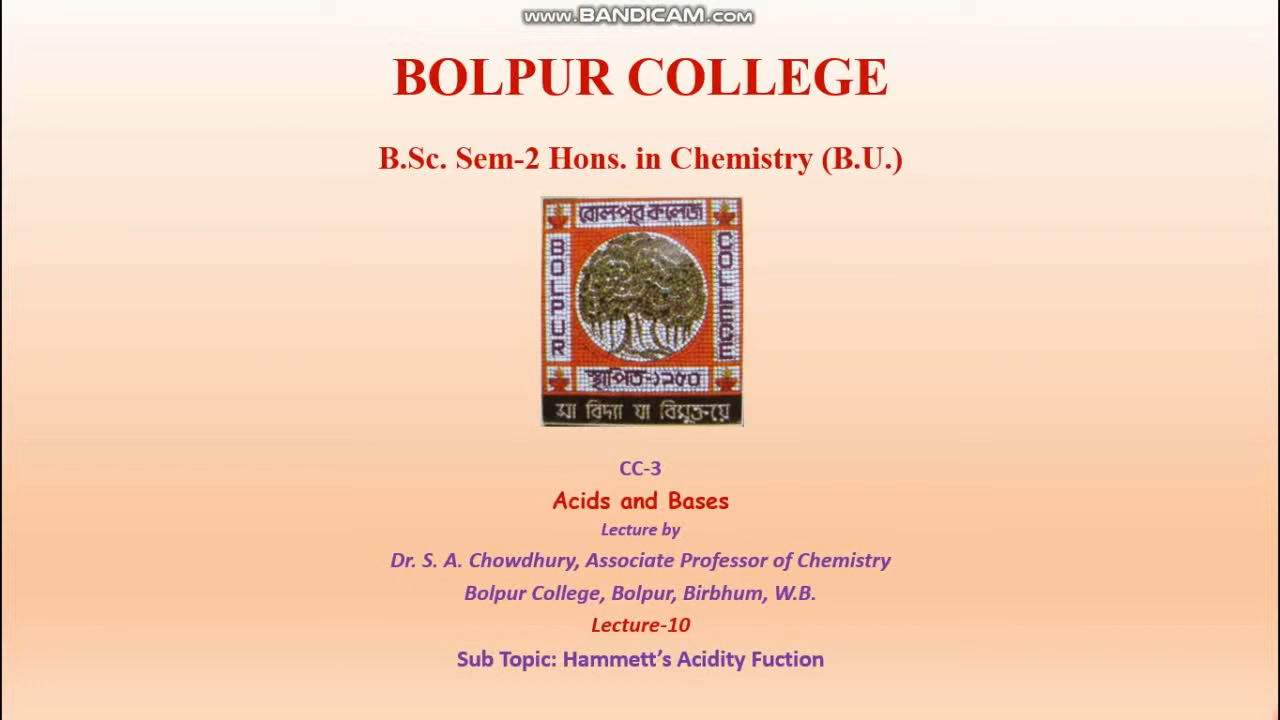 www.BANDICAM.com
BOLPUR COLLEGE
B.Sc. Sem-2 Hons. in Chemistry (B.U.)
বোলপুর কলেজ
BOLPUR
COLLEGE
স্থাপিত-১৯৫০
সা বিদ্যা যা বিমুক্তয়ে
CC-3
Acids and Bases
Lecture by
Dr. S. A. Chowdhury, Associate Professor of Chemistry
Bolpur College, Bolpur, Birbhum, W.B.
Lecture-10
Sub Topic: Hammett’s Acidity Fuction